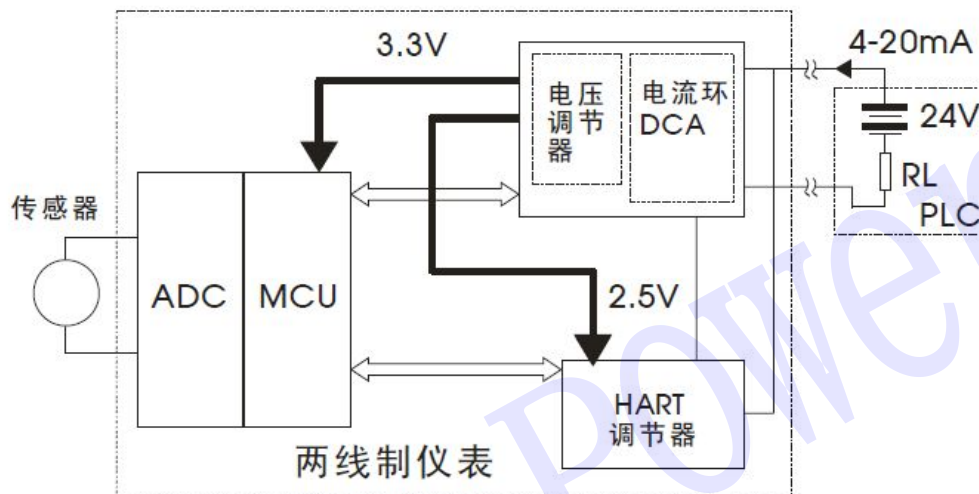 3.3V
4-20mA
电压
调节
器
电流环
DCA
24V
RL
PLC
传感器
ADC
MCU
2.5V
HART
调节器
两线制仪表
Power